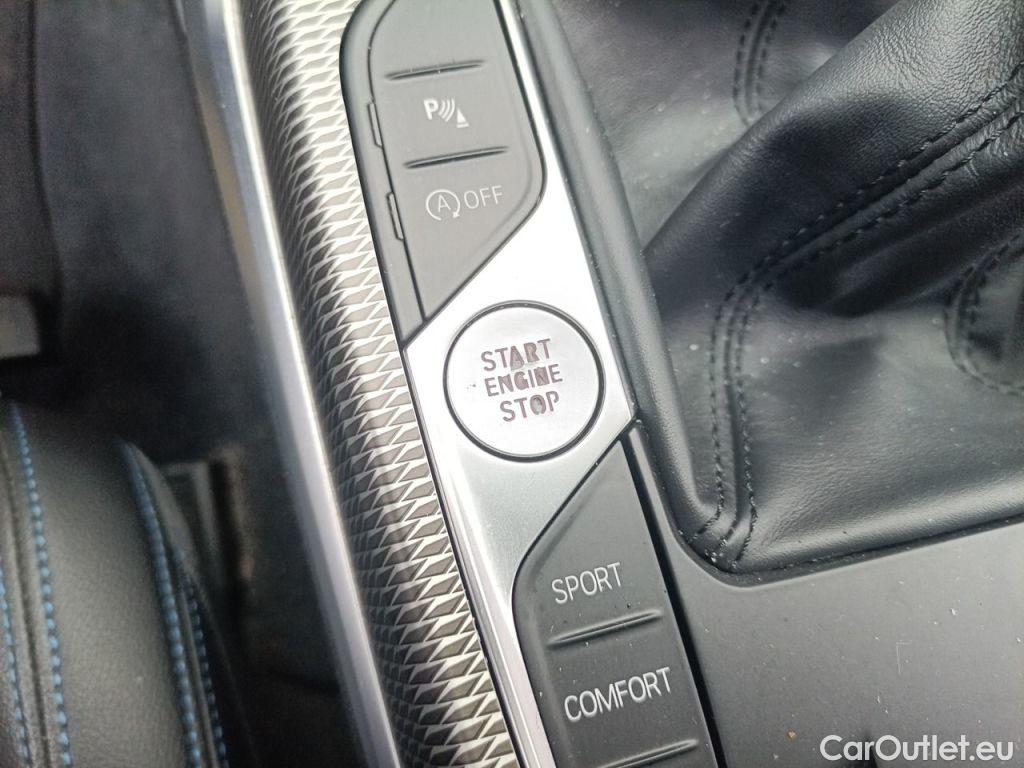 P
A OFF
START
ENGINE
STOP
SPORT
COMFORT
CarOutlet.eu